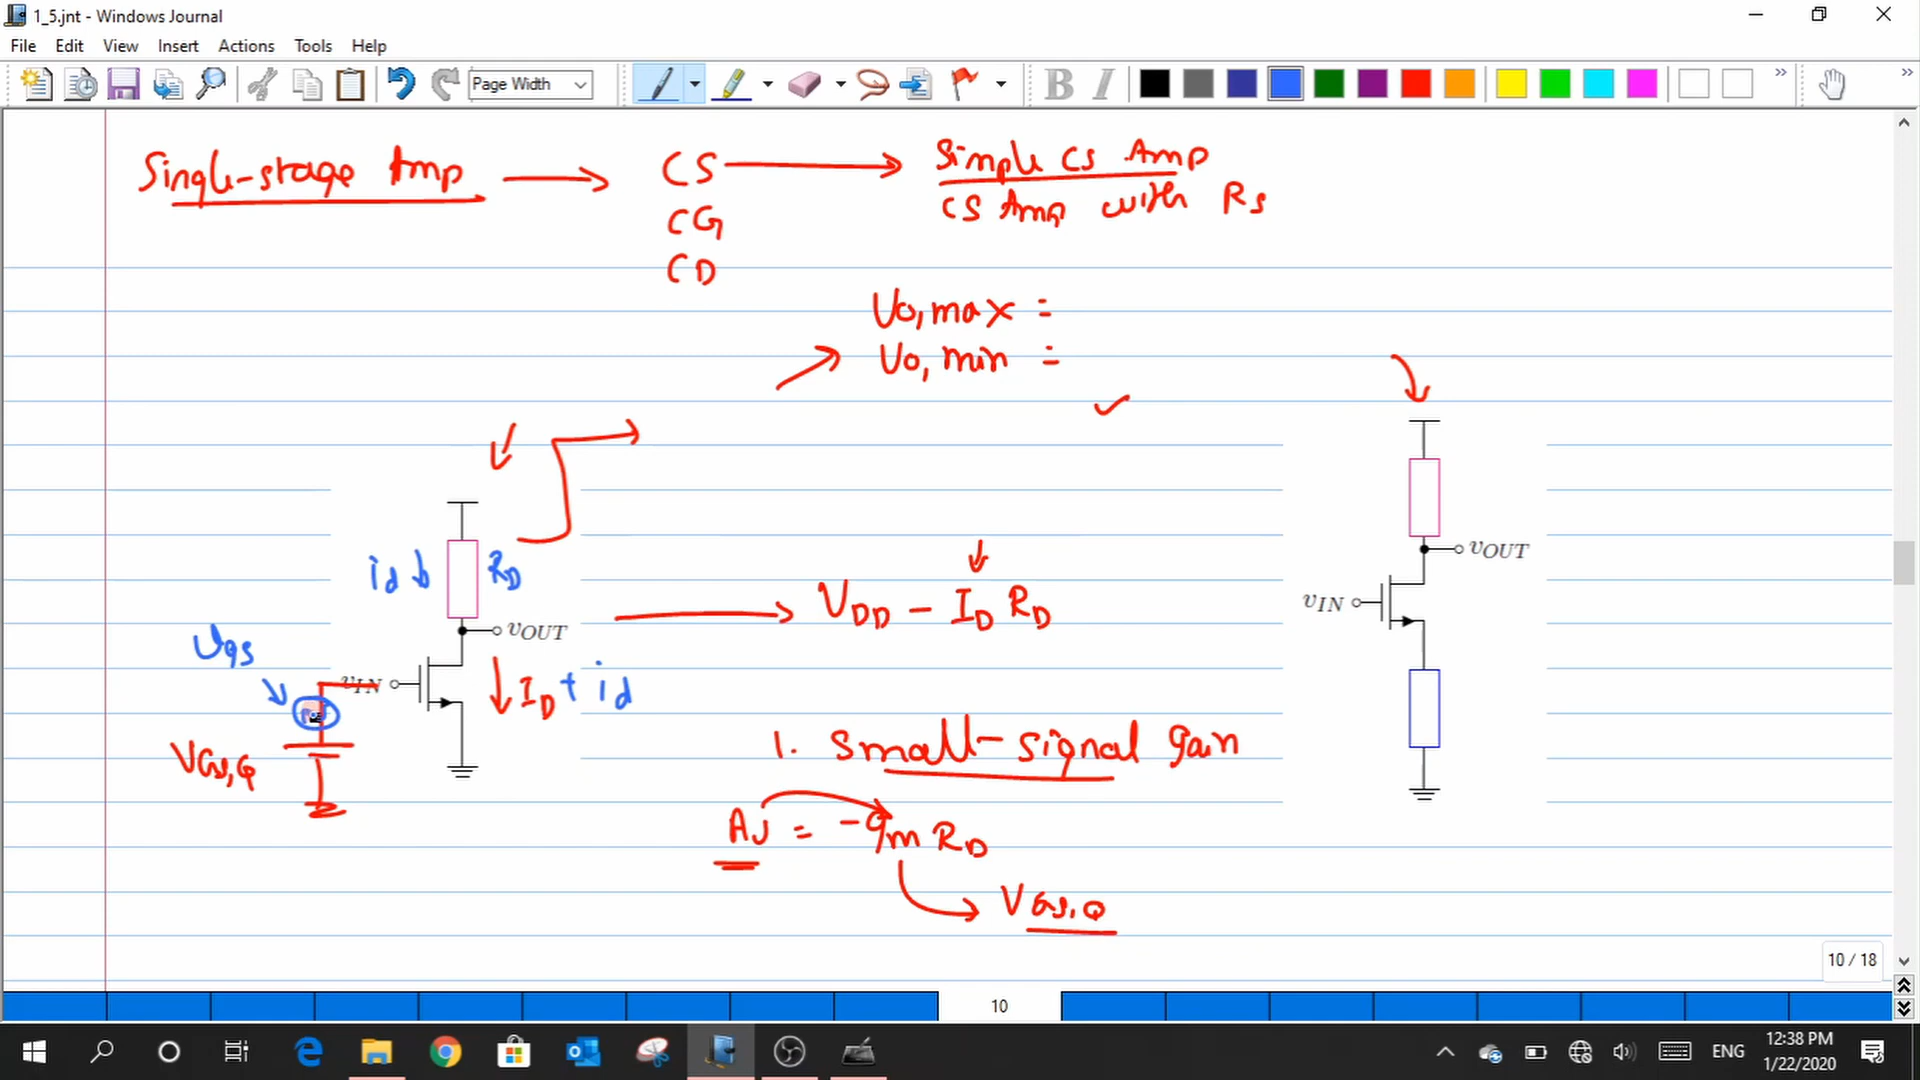 1_5.jnt - Windows Journal
File Edit View Insert Actions Tools Help
Page Width
B I
Single-stage Amp → CS → Simple CS Amp
CS Amp with Rs
CG
CD
Vo,max =
Vo,min =
id ↓ RD
vOUT
vgs
vIN
↓ ID + id
VGS,Q
→ VDD - ID RD
1. Small-signal gain
Av = -gm RD
VGS,Q
vOUT
vIN
10 / 18
10
ENG
12:38 PM
1/22/2020